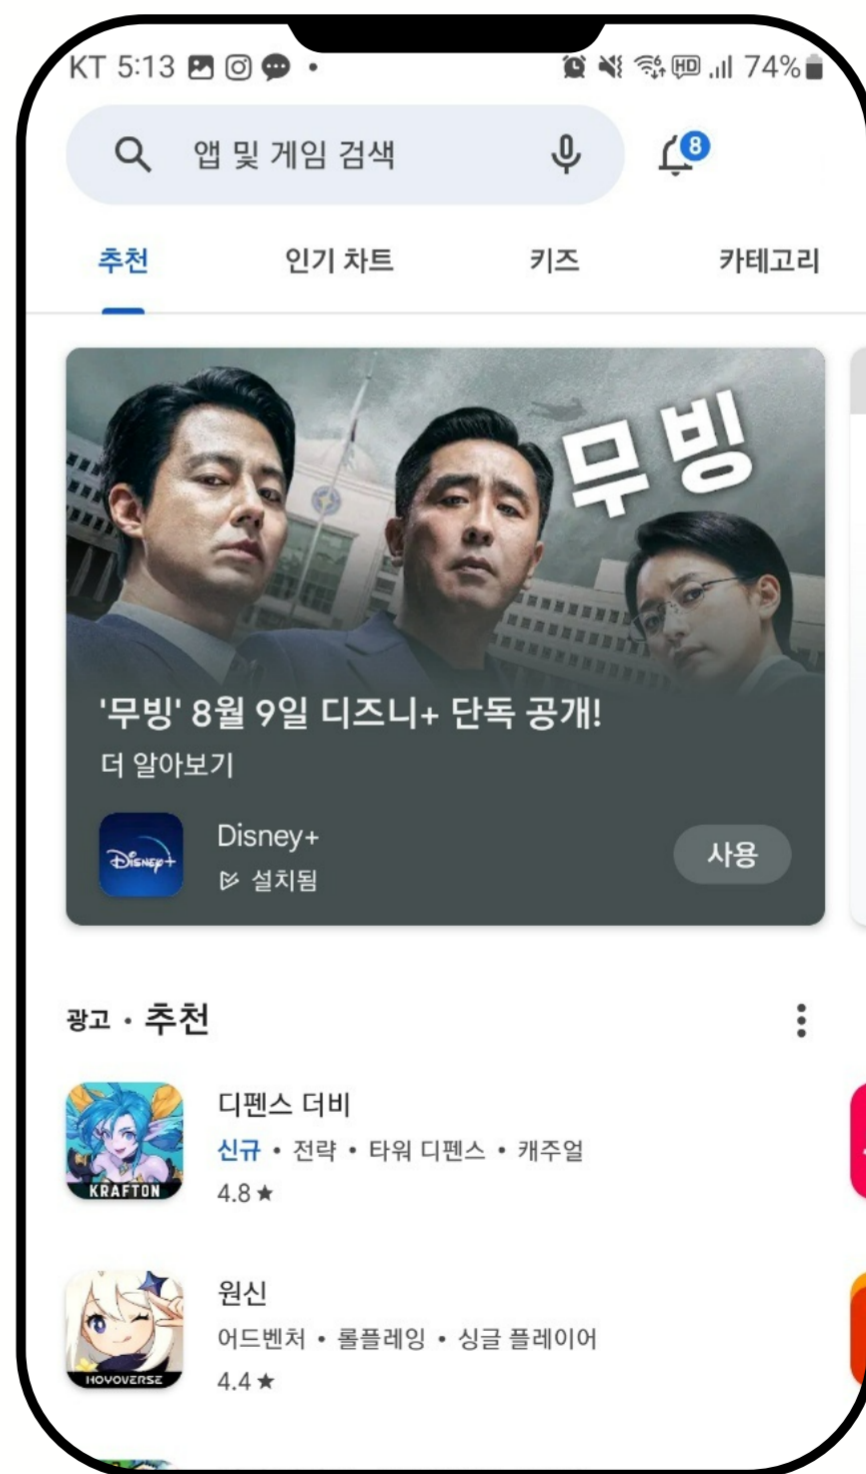 KT 5:13
HD 74%
앱 및 게임 검색
8
추천 인기 차트 키즈 카테고리
무빙
'무빙' 8월 9일 디즈니+ 단독 공개!
더 알아보기
Disney+
Disney+
설치됨
사용
광고 • 추천
디펜스 더비
신규 • 전략 • 타워 디펜스 • 캐주얼
4.8 ★
KRAFTON
원신
어드벤처 • 롤플레잉 • 싱글 플레이어
4.4 ★
HOYOVERSE